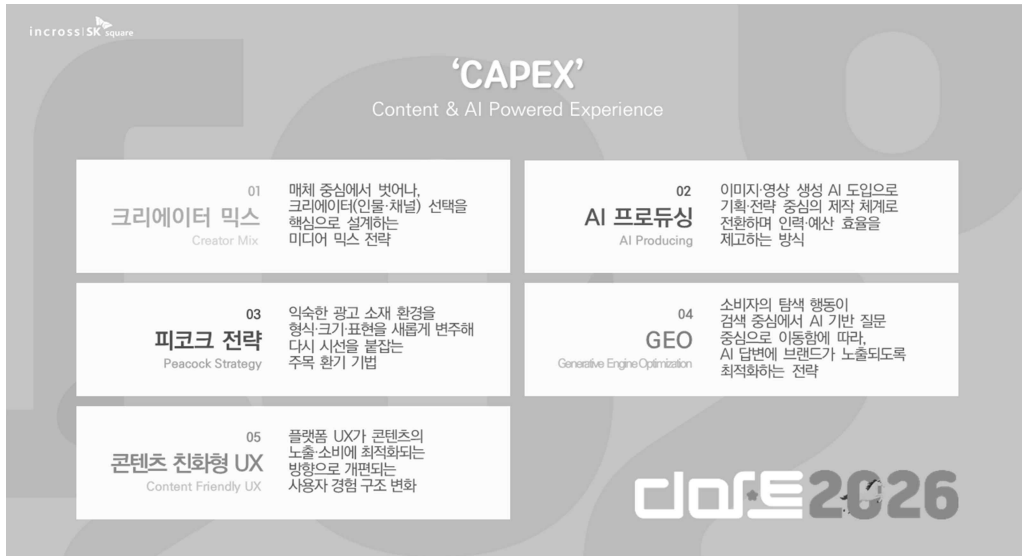 incross|SK square
‘CAPEX’
Content & AI Powered Experience
01
크리에이터 믹스
Creator Mix
매체 중심에서 벗어나,
크리에이터(인물·채널) 선택을
핵심으로 설계하는
미디어 믹스 전략
02
AI 프로듀싱
AI Producing
이미지·영상 생성 AI 도입으로
기획·전략 중심의 제작 체계로
전환하며 인력·예산 효율을
제고하는 방식
03
피코크 전략
Peacock Strategy
익숙한 광고 소재 환경을
형식·크기·표현을 새롭게 변주해
다시 시선을 붙잡는
주목 환기 기법
04
GEO
Generative Engine Optimization
소비자의 탐색 행동이
검색 중심에서 AI 기반 질문
중심으로 이동함에 따라,
AI 답변에 브랜드가 노출되도록
최적화하는 전략
05
콘텐츠 친화형 UX
Content Friendly UX
플랫폼 UX가 콘텐츠의
노출·소비에 최적화되는
방향으로 개편되는
사용자 경험 구조 변화
2026